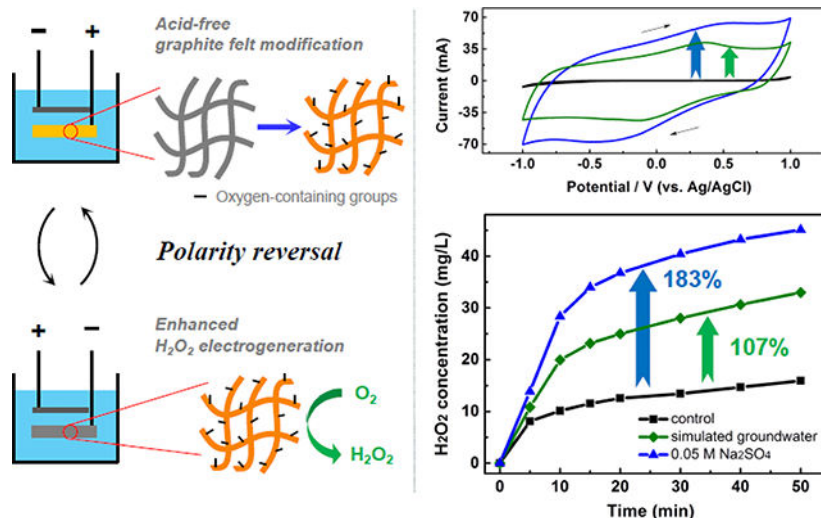 Acid-free
graphite felt modification
− +
− Oxygen-containing groups
Polarity reversal
+ −
Enhanced
H₂O₂ electrogeneration
O₂
H₂O₂
Current (mA)
70
35
0
-35
-70
-1.0 -0.5 0.0 0.5 1.0
Potential / V (vs. Ag/AgCl)
H₂O₂ concentration (mg/L)
50
40
30
20
10
0
183%
107%
control
simulated groundwater
0.05 M Na₂SO₄
0 10 20 30 40 50
Time (min)